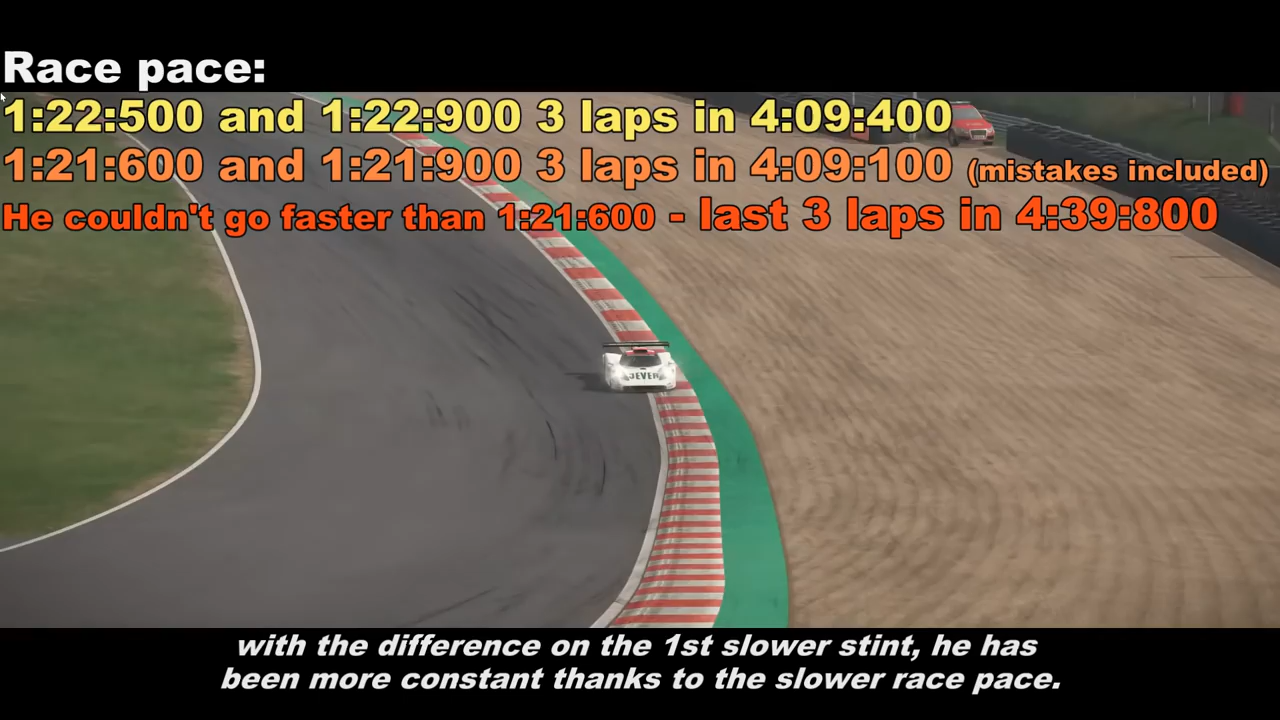 Race pace:
1:22:500 and 1:22:900 3 laps in 4:09:400
1:21:600 and 1:21:900 3 laps in 4:09:100 (mistakes included)
He couldn't go faster than 1:21:600 - last 3 laps in 4:39:800
JEVER
with the difference on the 1st slower stint, he has
been more constant thanks to the slower race pace.